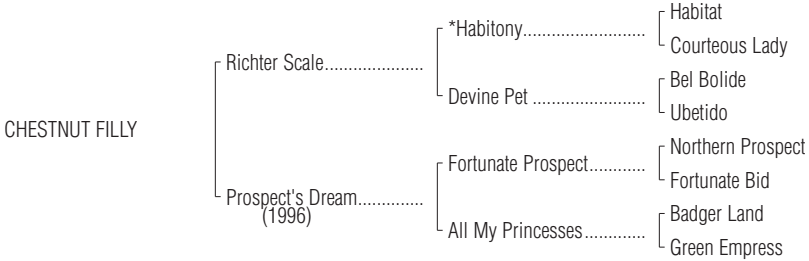 Habitat
*Habitony..............................
Courteous Lady
Richter Scale........................
Bel Bolide
Devine Pet ...........................
Ubetido
CHESTNUT FILLY
Northern Prospect
Fortunate Prospect.............
Fortunate Bid
Prospect's Dream...............
(1996)
Badger Land
All My Princesses..............
Green Empress